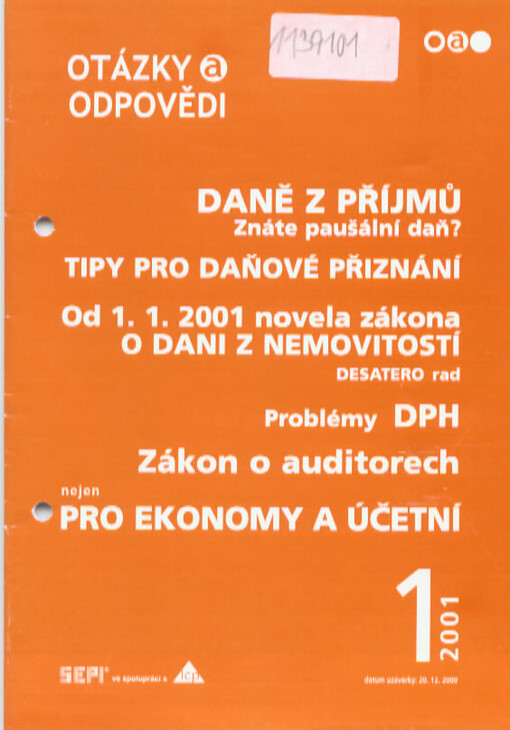 1139101
oa
OTÁZKY a
ODPOVĚDI
DANĚ Z PŘÍJMŮ
Znáte paušální daň?
TIPY PRO DAŇOVÉ PŘIZNÁNÍ
Od 1. 1. 2001 novela zákona
O DANI Z NEMOVITOSTÍ
DESATERO rad
Problémy DPH
Zákon o auditorech
nejen
PRO EKONOMY A ÚČETNÍ
1
2001
SEPI ve spolupráci s
datum uzávěrky: 20. 12. 2000